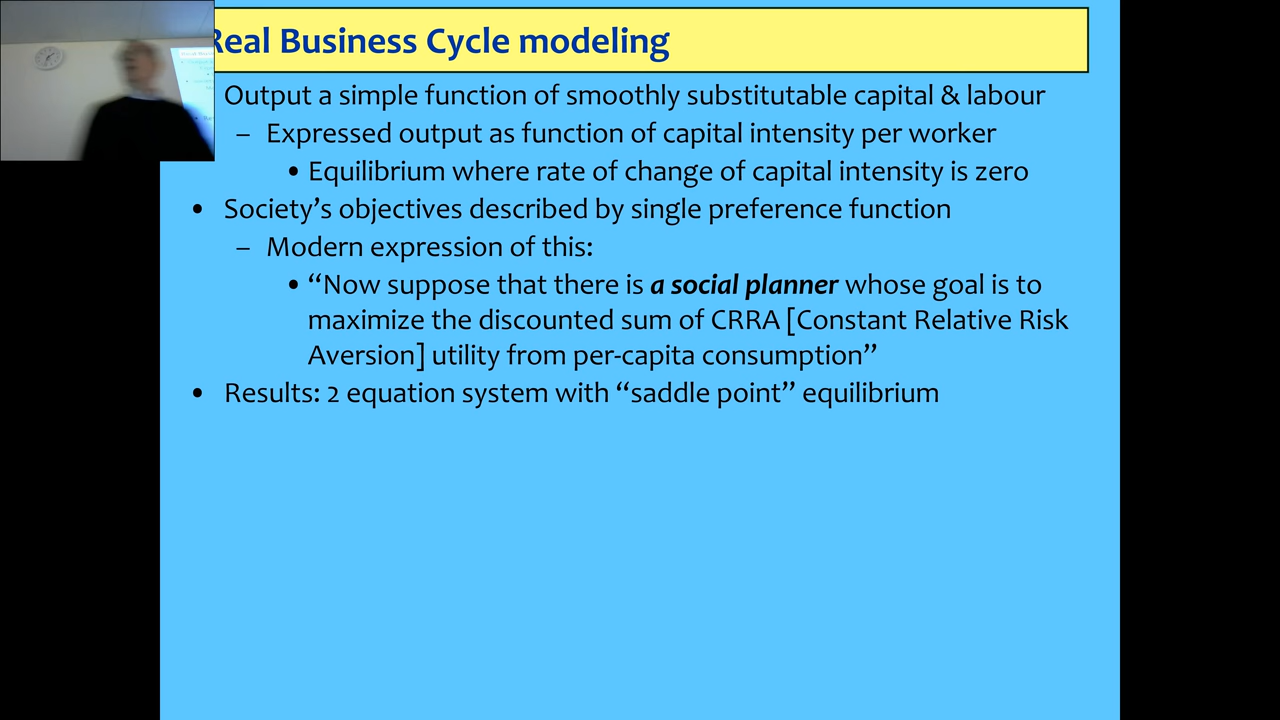 Real Business Cycle modeling
Output a simple function of smoothly substitutable capital & labour
– Expressed output as function of capital intensity per worker
• Equilibrium where rate of change of capital intensity is zero
• Society’s objectives described by single preference function
– Modern expression of this:
• “Now suppose that there is a social planner whose goal is to
maximize the discounted sum of CRRA [Constant Relative Risk
Aversion] utility from per-capita consumption”
• Results: 2 equation system with “saddle point” equilibrium